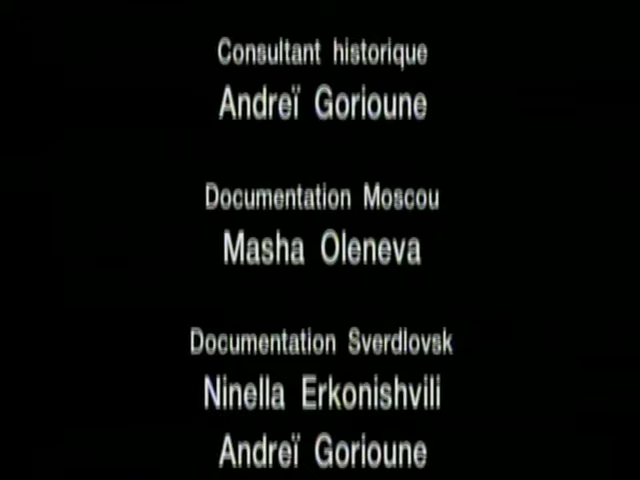 Consultant historique
Andreï Gorioune
Documentation Moscou
Masha Oleneva
Documentation Sverdlovsk
Ninella Erkonishvili
Andreï Gorioune